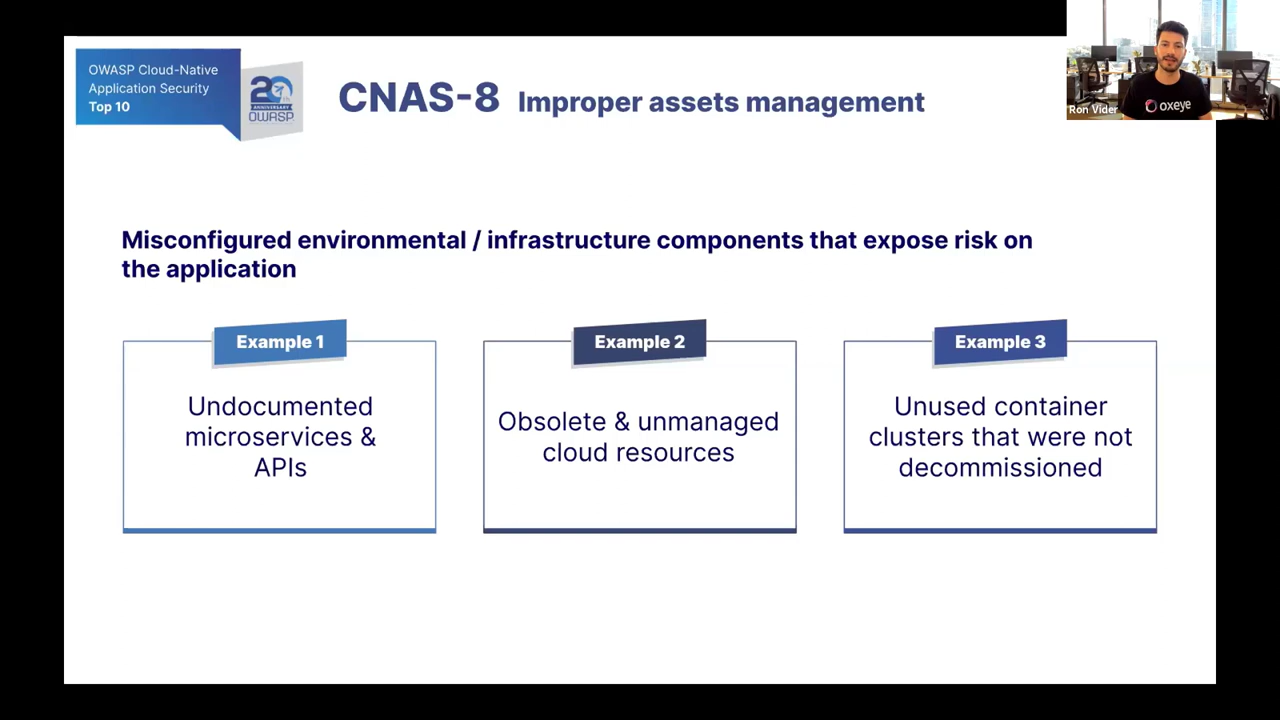 OWASP Cloud-Native
Application Security
Top 10
20th
ANNIVERSARY
OWASP
CNAS-8 Improper assets management
Ron Vider
oxeye
Misconfigured environmental / infrastructure components that expose risk on
the application
Example 1
Undocumented
microservices &
APIs
Example 2
Obsolete & unmanaged
cloud resources
Example 3
Unused container
clusters that were not
decommissioned